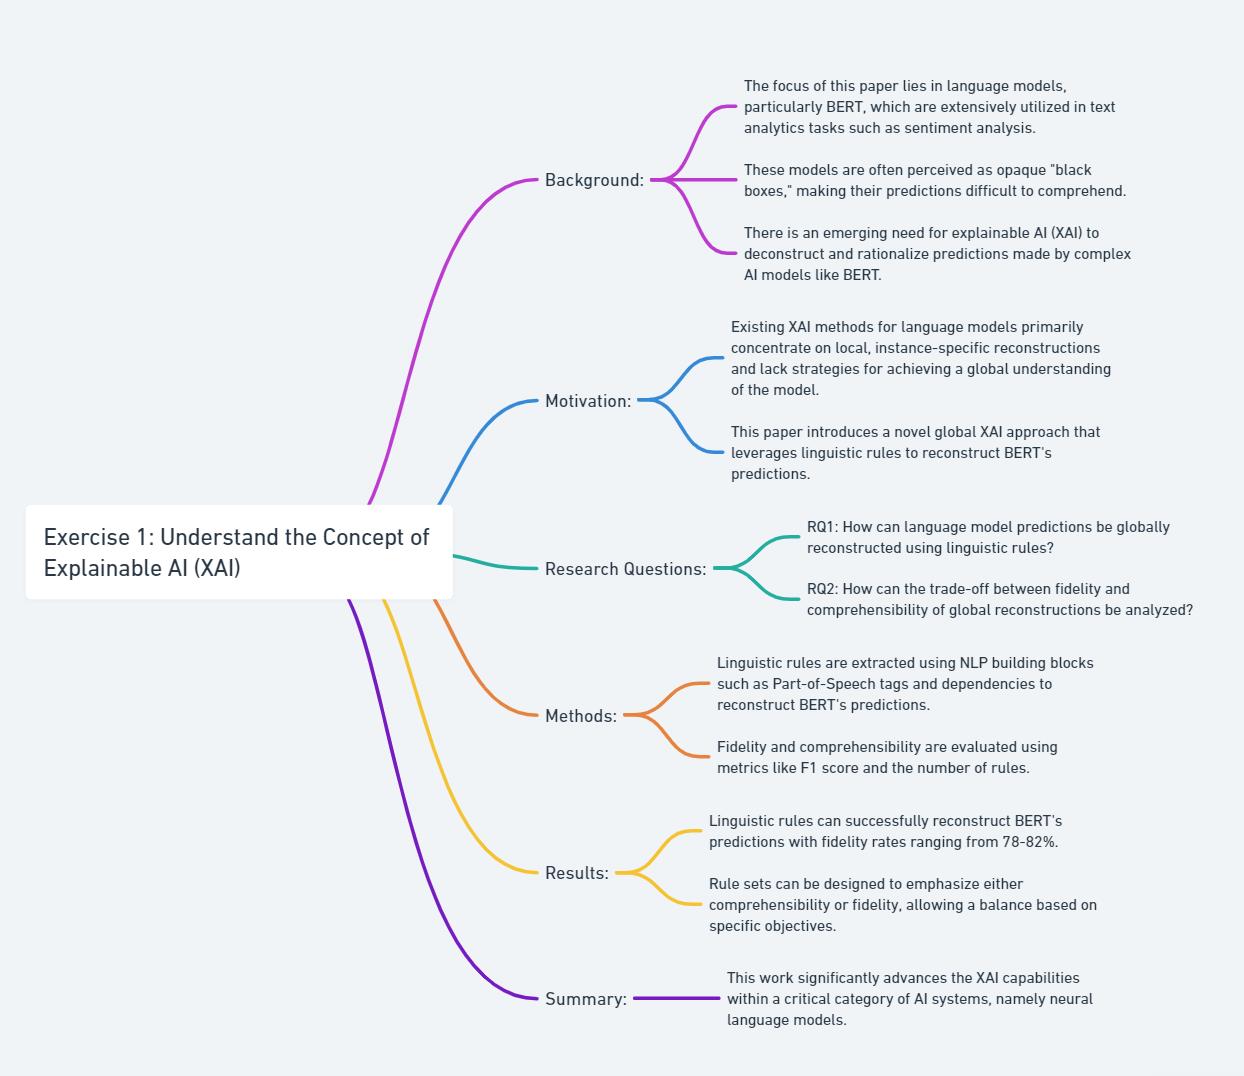 The focus of this paper lies in language models,
particularly BERT, which are extensively utilized in text
analytics tasks such as sentiment analysis.
Background:
These models are often perceived as opaque "black
boxes," making their predictions difficult to comprehend.
There is an emerging need for explainable AI (XAI) to
deconstruct and rationalize predictions made by complex
AI models like BERT.
Existing XAI methods for language models primarily
concentrate on local, instance-specific reconstructions
and lack strategies for achieving a global understanding
of the model.
Motivation:
This paper introduces a novel global XAI approach that
leverages linguistic rules to reconstruct BERT's
predictions.
Exercise 1: Understand the Concept of
Explainable AI (XAI)
RQ1: How can language model predictions be globally
reconstructed using linguistic rules?
Research Questions:
RQ2: How can the trade-off between fidelity and
comprehensibility of global reconstructions be analyzed?
Linguistic rules are extracted using NLP building blocks
such as Part-of-Speech tags and dependencies to
reconstruct BERT's predictions.
Methods:
Fidelity and comprehensibility are evaluated using
metrics like F1 score and the number of rules.
Linguistic rules can successfully reconstruct BERT's
predictions with fidelity rates ranging from 78-82%.
Results:
Rule sets can be designed to emphasize either
comprehensibility or fidelity, allowing a balance based on
specific objectives.
This work significantly advances the XAI capabilities
Summary:
within a critical category of AI systems, namely neural
language models.